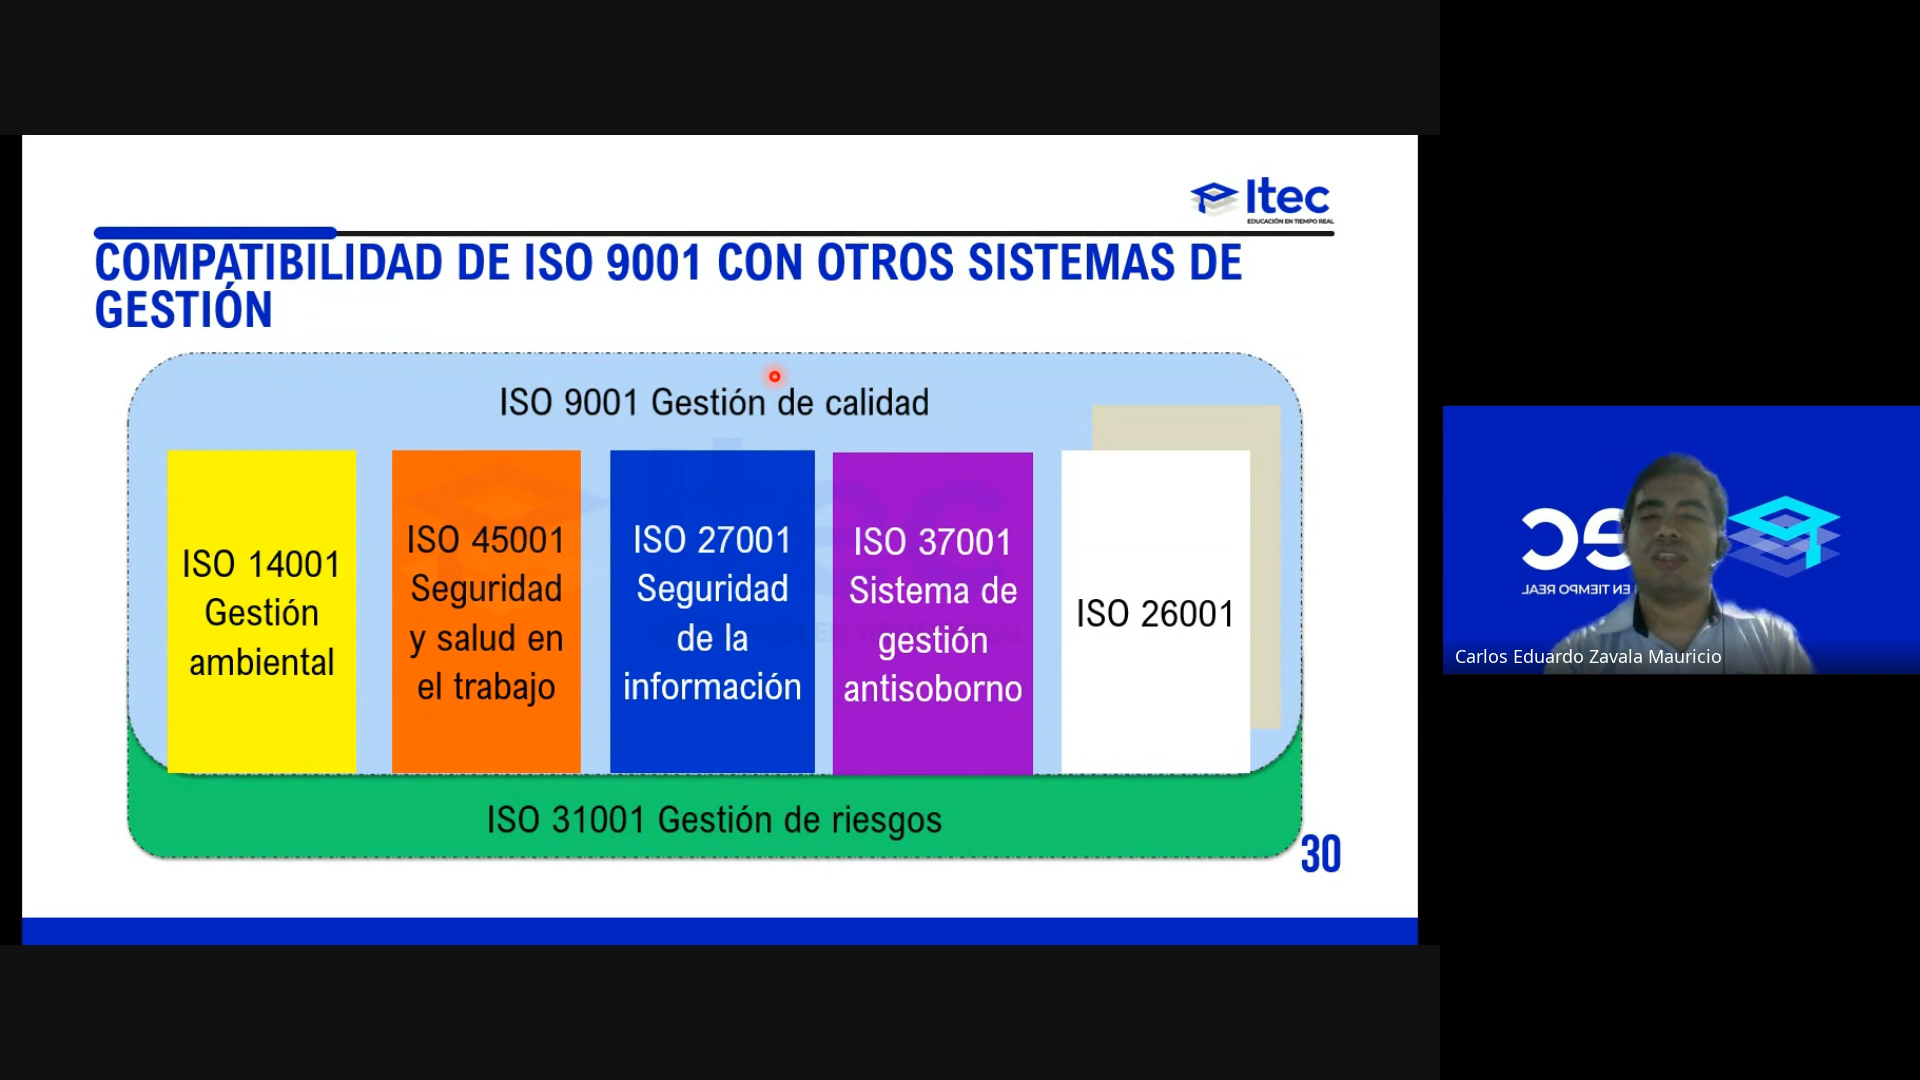 Itec
EDUCACIÓN EN TIEMPO REAL
COMPATIBILIDAD DE ISO 9001 CON OTROS SISTEMAS DE
GESTIÓN
ISO 9001 Gestión de calidad
ISO 14001
Gestión
ambiental
ISO 45001
Seguridad
y salud en
el trabajo
ISO 27001
Seguridad
de la
información
ISO 37001
Sistema de
gestión
antisoborno
ISO 26001
ISO 31001 Gestión de riesgos
30
EN TIEMPO REAL
Carlos Eduardo Zavala Mauricio